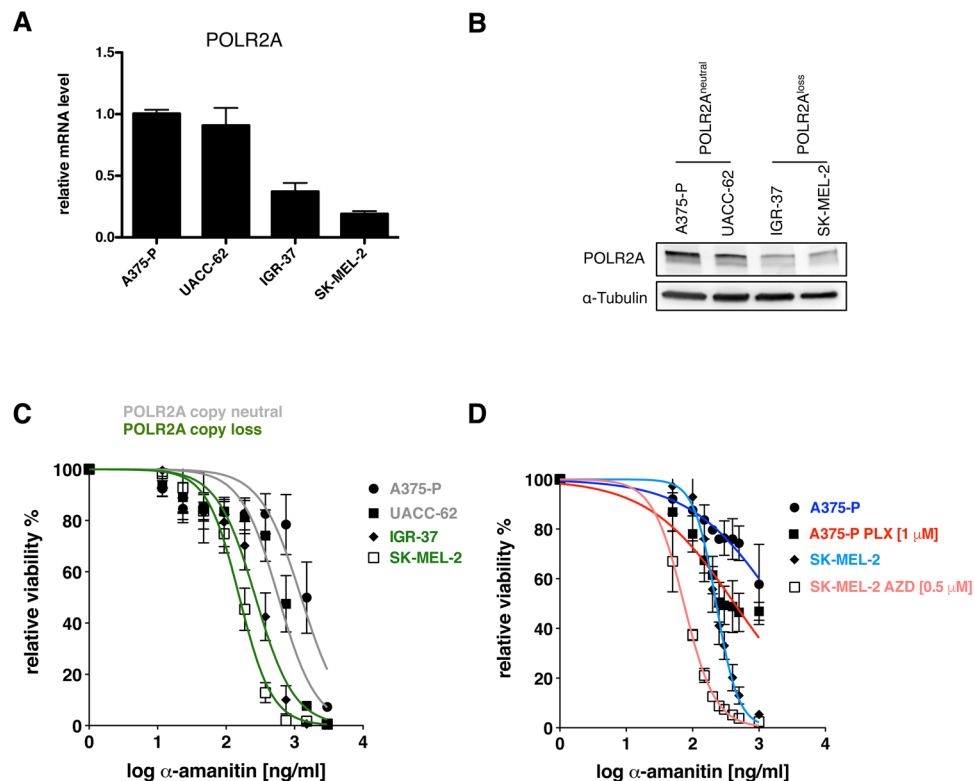 A
POLR2A
1.5
1.0
0.5
0.0
relative mRNA level
A375-P
UACC-62
IGR-37
SK-MEL-2
B
POLR2Aneutral
POLR2Aloss
A375-P
UACC-62
IGR-37
SK-MEL-2
POLR2A
α-Tubulin
C
POLR2A copy neutral
POLR2A copy loss
100
80
60
40
20
0
relative viability %
A375-P
UACC-62
IGR-37
SK-MEL-2
0 1 2 3 4
log α-amanitin [ng/ml]
D
100
80
60
40
20
0
relative viability %
A375-P
A375-P PLX [1 μM]
SK-MEL-2
SK-MEL-2 AZD [0.5 μM]
0 1 2 3 4
log α-amanitin [ng/ml]